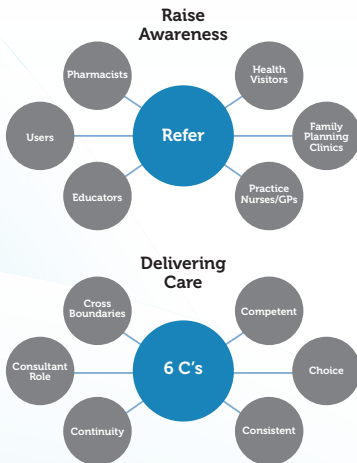 Raise
Awareness
Pharmacists
Health
Visitors
Users
Refer
Family
Planning
Clinics
Educators
Practice
Nurses/GPs
Delivering
Care
Cross
Boundaries
Competent
Consultant
Role
6 C's
Choice
Continuity
Consistent